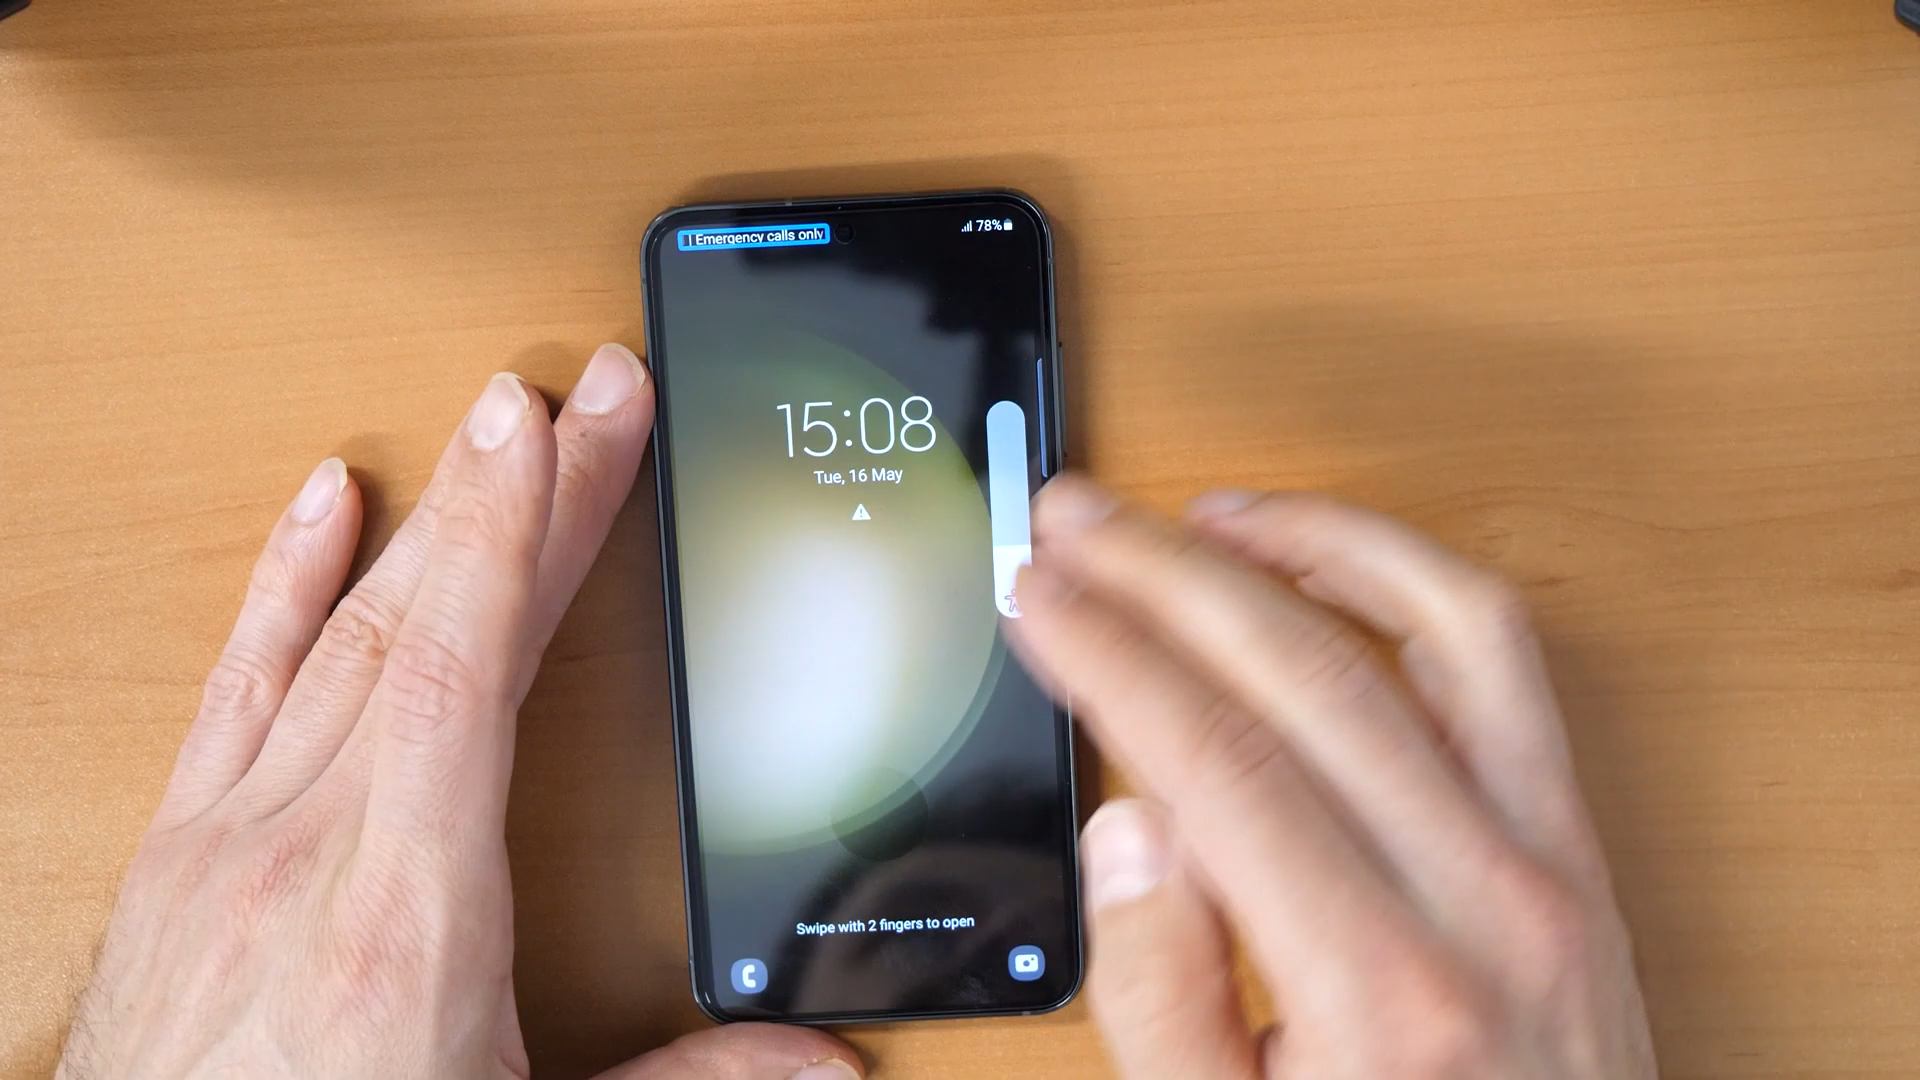 | Emergency calls only
78%
15:08
Tue, 16 May
Swipe with 2 fingers to open